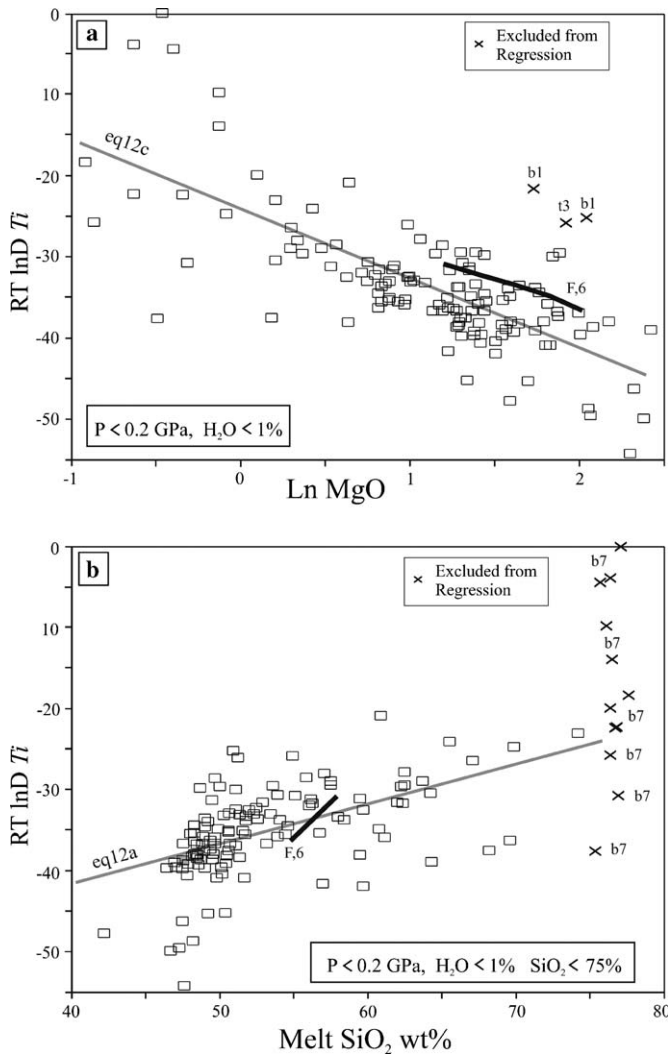 a
Excluded from
Regression
eq12c
b1
t3
b1
F,6
P < 0.2 GPa, H₂O < 1%
RT lnD Ti
0
10
-20
-30
-40
-50
-1
0
1
2
Ln MgO
b
Excluded from
Regression
b7
b7
b7
b7
b7
eq12a
F,6
P < 0.2 GPa, H₂O < 1% SiO₂ < 75%
RT lnD Ti
0
10
-20
-30
-40
-50
40
50
60
70
80
Melt SiO₂ wt%